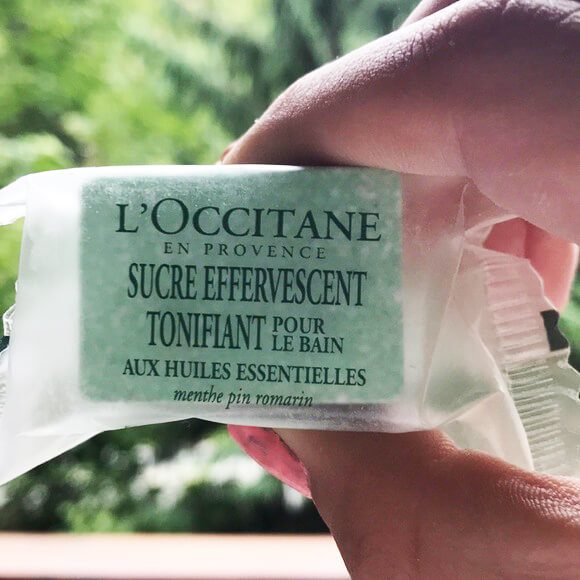 L'OCCITANE
EN PROVENCE
SUCRE EFFERVESCENT
TONIFIANT POUR LE BAIN
AUX HUILES ESSENTIELLES
menthe pin romarin